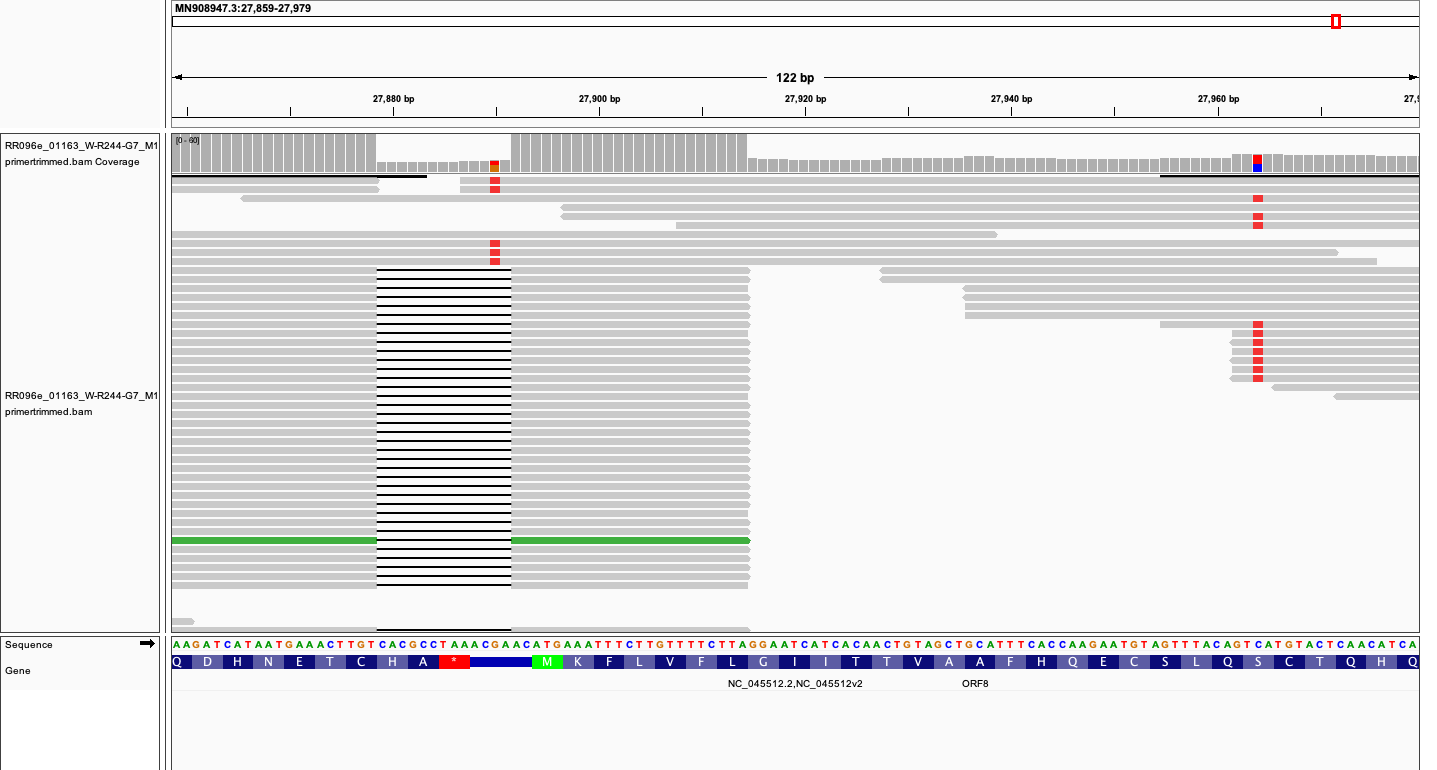 MN908947.3:27,859-27,979
122 bp
27,880 bp 27,900 bp 27,920 bp 27,940 bp 27,960 bp 27,9
RR096e_01163_W-R244-G7_M1
primertrimmed.bam Coverage
[0 - 60]
RR096e_01163_W-R244-G7_M1
primertrimmed.bam
Sequence
AAGATCATAATGAAACTTGTCACGCCTAAACGAACATGAAATTTCTTGTTTTCTTAGGAATCATCACAACTGTAGCTGCATTTCACCAAGAATGTAGTTTACAGTCATGTACTCAACATCA
Gene
Q D H N E T C H A * M K F L V F L G I I T T V A A F H Q E C S L Q S C T Q H Q
NC_045512.2,NC_045512v2 ORF8